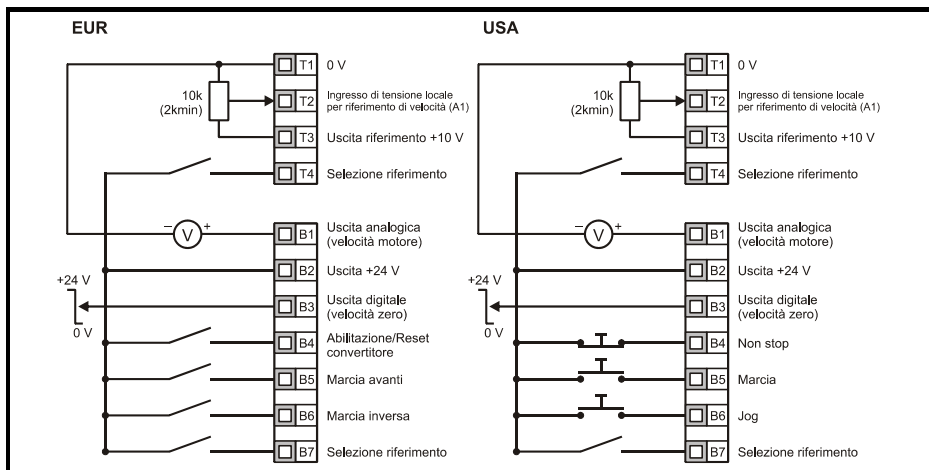 EUR
T1 0 V
10k
(2kmin)
T2 Ingresso di tensione locale
per riferimento di velocità (A1)
T3 Uscita riferimento +10 V
T4 Selezione riferimento
– V +
B1 Uscita analogica
(velocità motore)
B2 Uscita +24 V
+24 V
0 V
B3 Uscita digitale
(velocità zero)
B4 Abilitazione/Reset
convertitore
B5 Marcia avanti
B6 Marcia inversa
B7 Selezione riferimento
USA
T1 0 V
10k
(2kmin)
T2 Ingresso di tensione locale
per riferimento di velocità (A1)
T3 Uscita riferimento +10 V
T4 Selezione riferimento
– V +
B1 Uscita analogica
(velocità motore)
B2 Uscita +24 V
+24 V
0 V
B3 Uscita digitale
(velocità zero)
B4 Non stop
B5 Marcia
B6 Jog
B7 Selezione riferimento